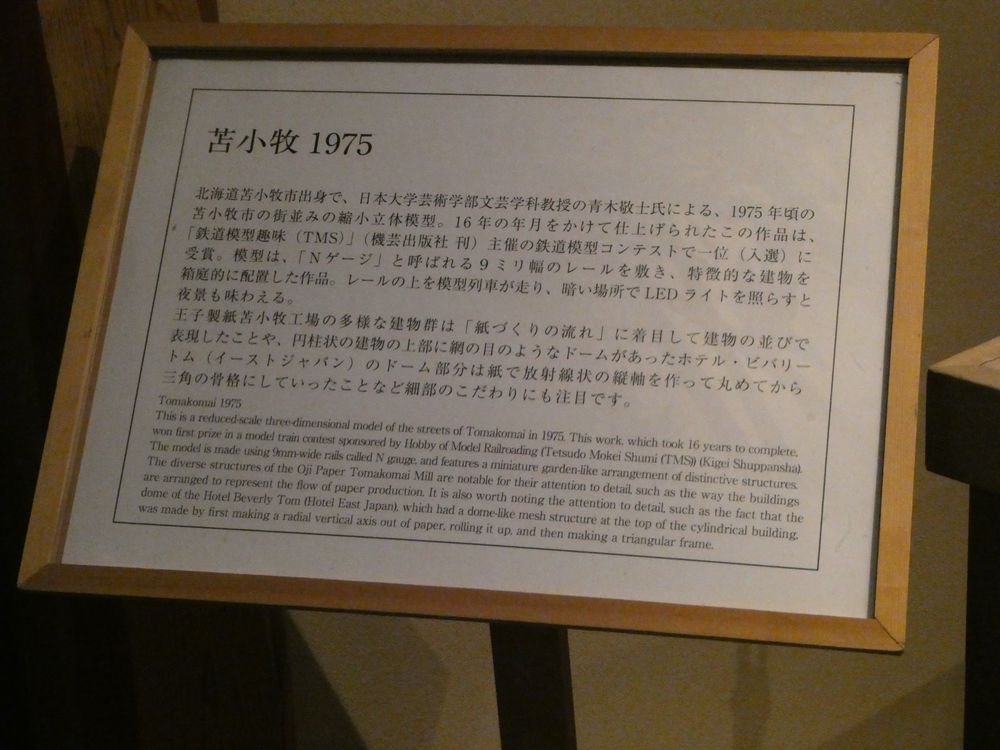 苫小牧 1975
北海道苫小牧市出身で、日本大学芸術学部文芸学科教授の青木敬士氏による、1975 年頃の
苫小牧市の街並みの縮小立体模型。16 年の年月をかけて仕上げられたこの作品は、
「鉄道模型趣味（TMS）」（機芸出版社 刊）主催の鉄道模型コンテストで一位（入選）に
受賞。模型は、「Nゲージ」と呼ばれる 9 ミリ幅のレールを敷き、特徴的な建物を
箱庭的に配置した作品。レールの上を模型列車が走り、暗い場所で LED ライトを照らすと
夜景も味わえる。
王子製紙苫小牧工場の多様な建物群は「紙づくりの流れ」に着目して建物の並びで
表現したことや、円柱状の建物の上部に網の目のようなドームがあったホテル・ビバリー
トム（イーストジャパン）のドーム部分は紙で放射線状の縦軸を作って丸めてから
三角の骨格にしていったことなど細部のこだわりにも注目です。
Tomakomai 1975
This is a reduced-scale three-dimensional model of the streets of Tomakomai in 1975. This work, which took 16 years to complete,
won first prize in a model train contest sponsored by Hobby of Model Railroading (Tetsudo Mokei Shumi (TMS)) (Kigei Shuppansha).
The model is made using 9mm-wide rails called N gauge, and features a miniature garden-like arrangement of distinctive structures.
The diverse structures of the Oji Paper Tomakomai Mill are notable for their attention to detail, such as the way the buildings
are arranged to represent the flow of paper production. It is also worth noting the attention to detail, such as the fact that the
dome of the Hotel Beverly Tom (Hotel East Japan), which had a dome-like mesh structure at the top of the cylindrical building,
was made by first making a radial vertical axis out of paper, rolling it up, and then making a triangular frame.